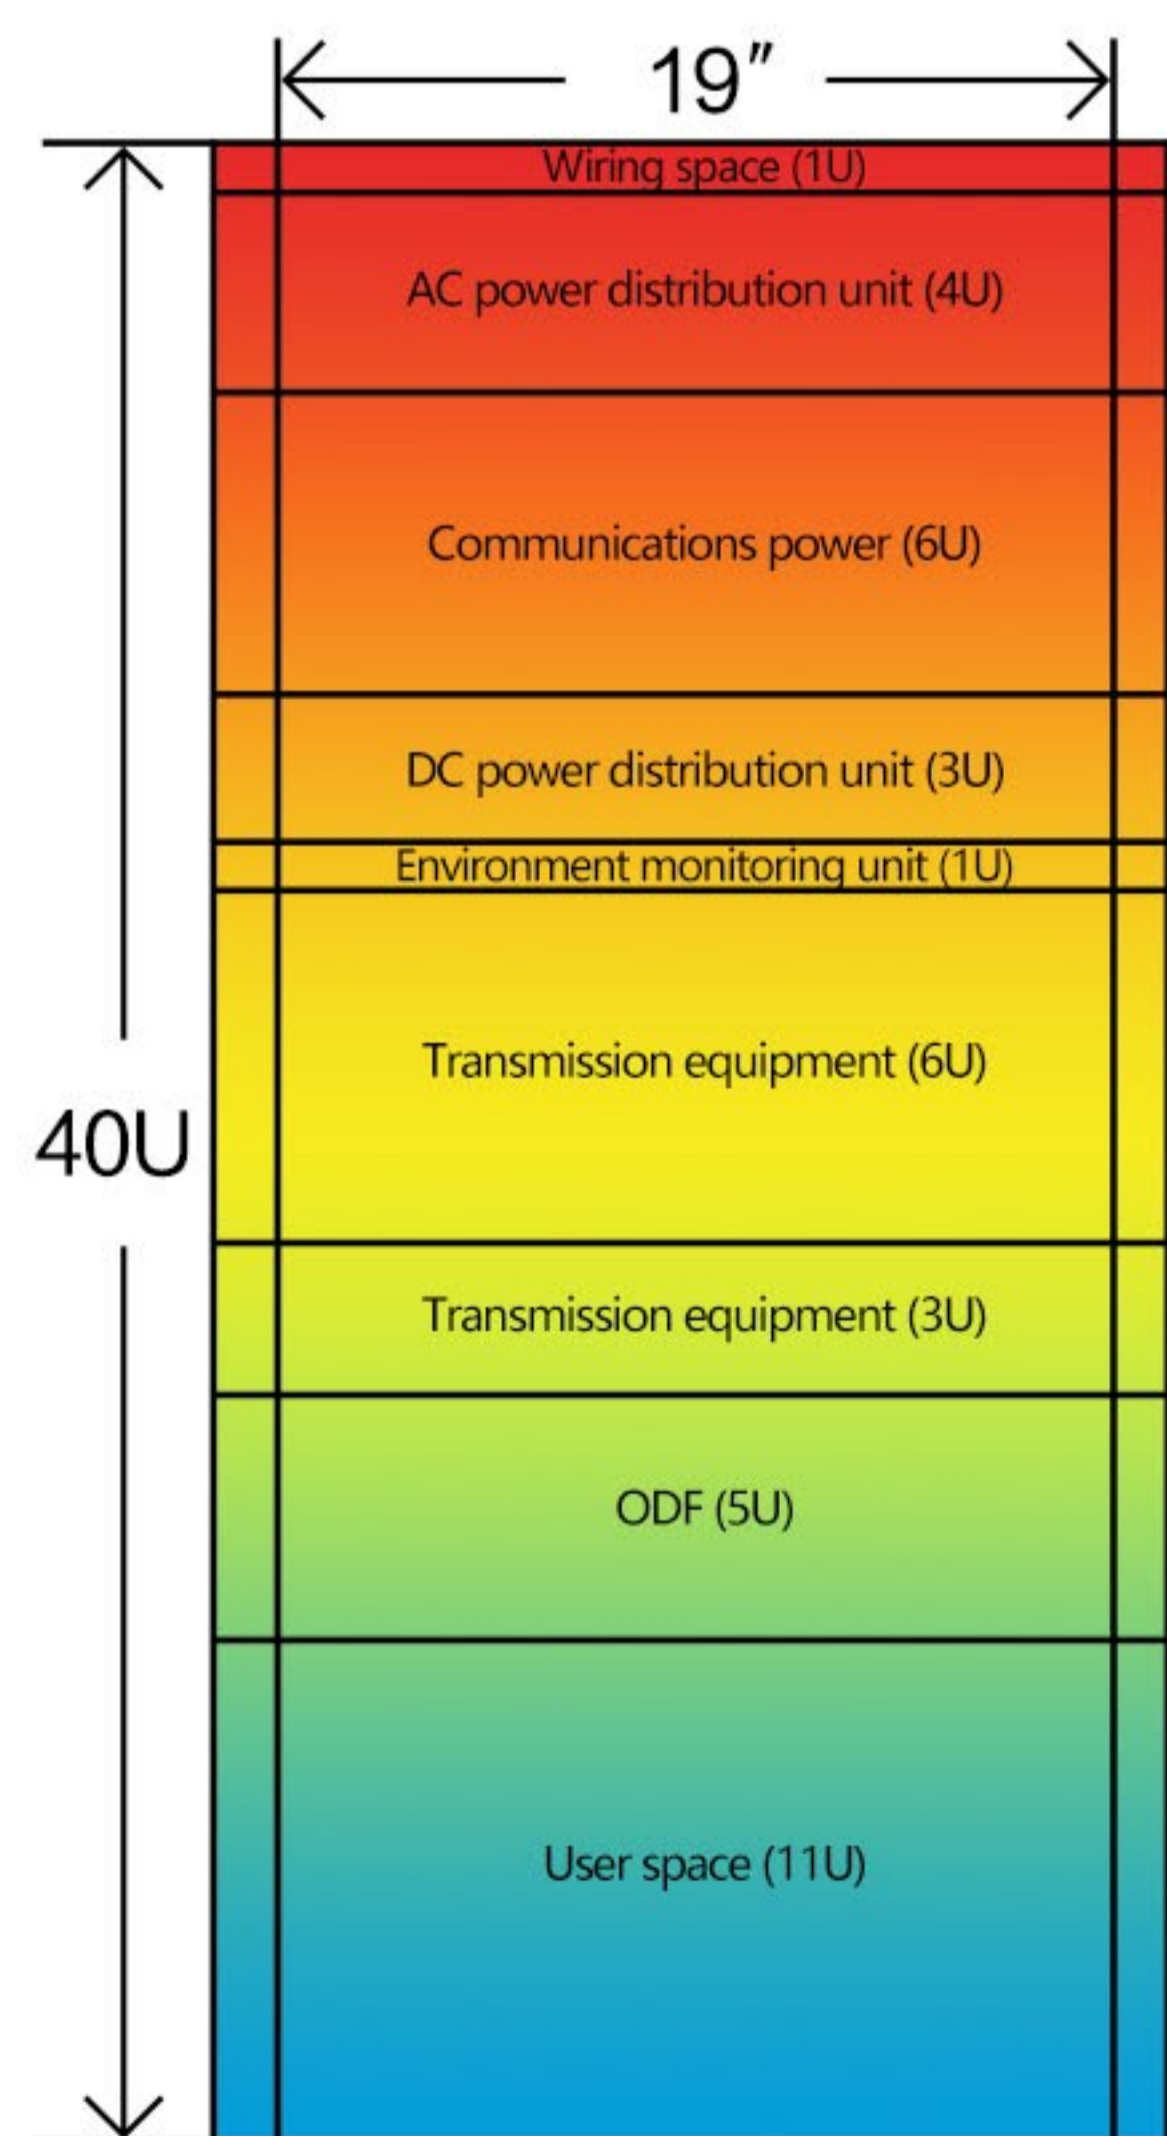 19″
Wiring space (1U)
AC power distribution unit (4U)
Communications power (6U)
DC power distribution unit (3U)
Environment monitoring unit (1U)
Transmission equipment (6U)
40U
Transmission equipment (3U)
ODF (5U)
User space (11U)